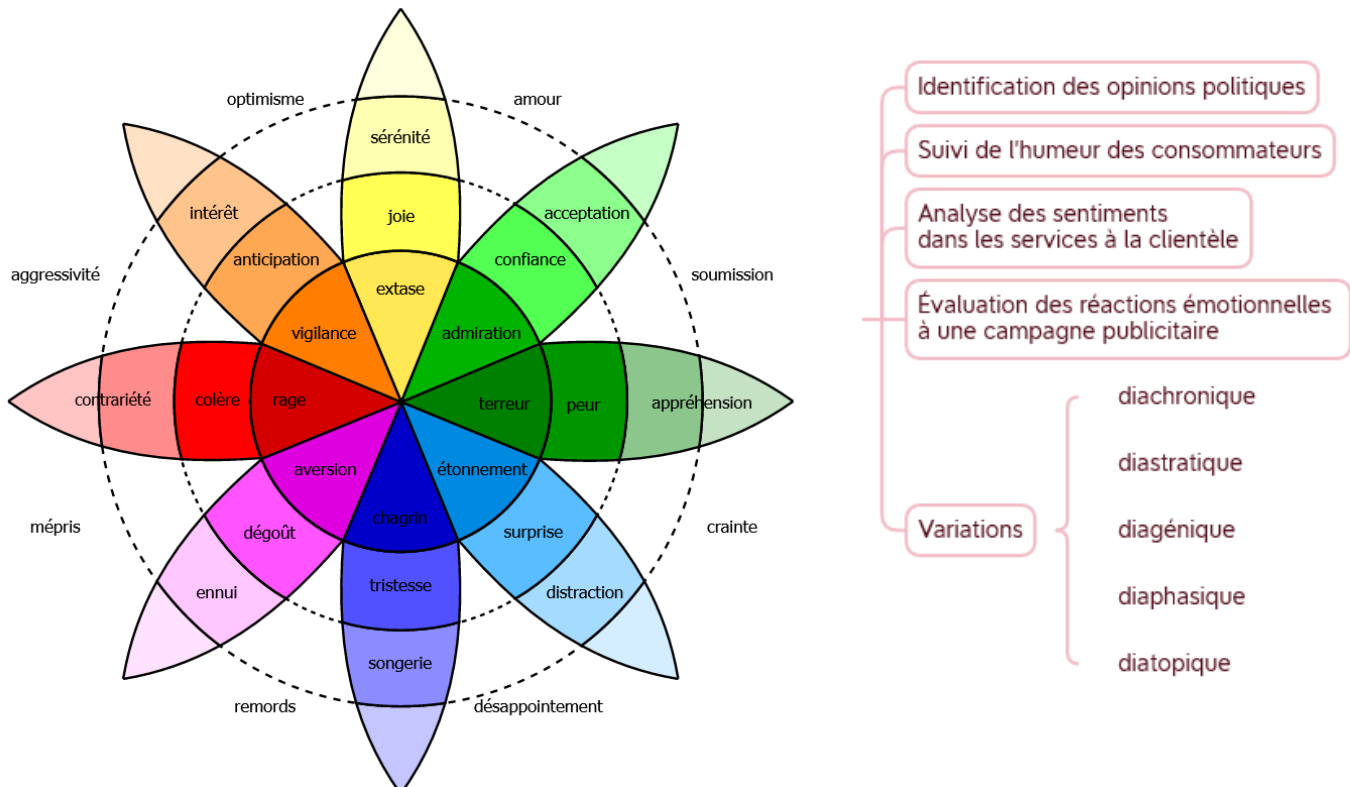 optimisme
amour
sérénité
intérêt
joie
acceptation
anticipation
confiance
aggressivité
soumission
extase
vigilance
admiration
contrariété
colère
rage
terreur
peur
appréhension
aversion
étonnement
chagrin
mépris
dégoût
surprise
crainte
ennui
tristesse
distraction
songerie
remords
désappointement
Identification des opinions politiques
Suivi de l'humeur des consommateurs
Analyse des sentiments
dans les services à la clientèle
Évaluation des réactions émotionnelles
à une campagne publicitaire
Variations
diachronique
diastratique
diagénique
diaphasique
diatopique